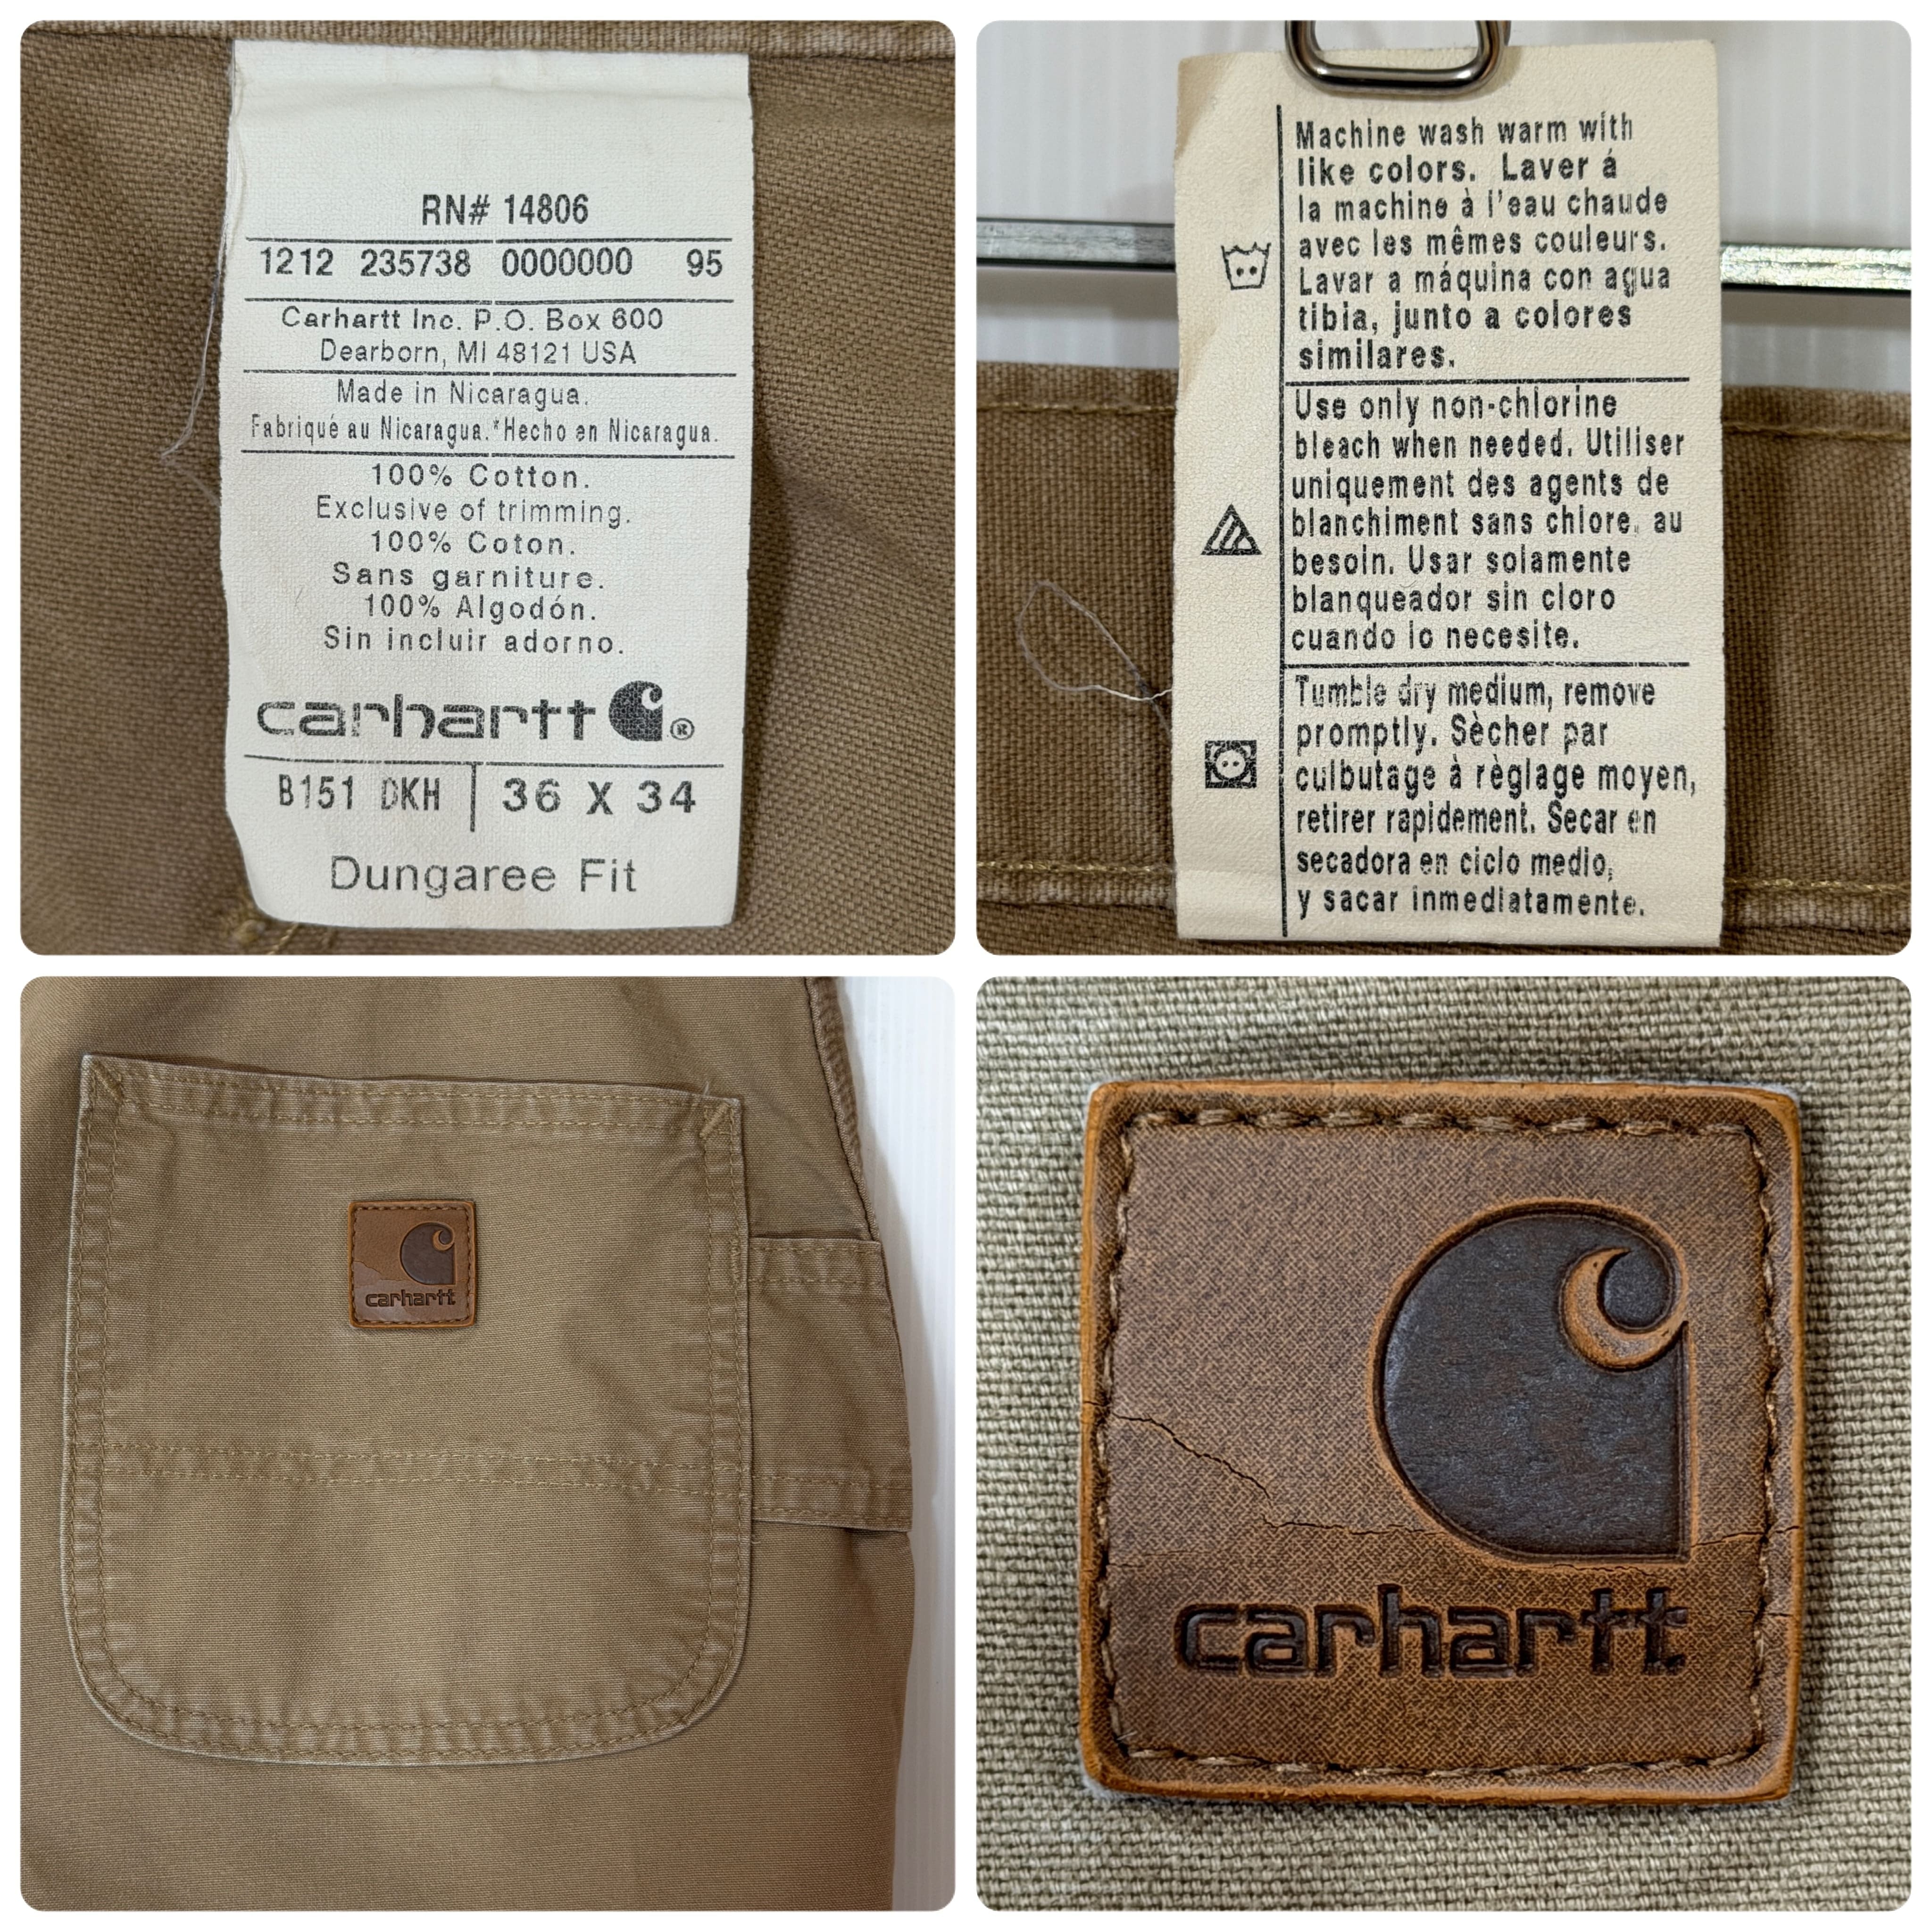 RN# 14806
1212 235738 0000000 95
Carhartt Inc. P.O. Box 600
Dearborn, MI 48121 USA
Made in Nicaragua.
Fabriqué au Nicaragua.*Hecho en Nicaragua.
100% Cotton.
Exclusive of trimming.
100% Coton.
Sans garniture.
100% Algodón.
Sin incluir adorno.
carhartt ®
B151 DKH 36 X 34
Dungaree Fit
Machine wash warm with
like colors. Laver á
la machine à l'eau chaude
avec les mêmes couleurs.
Lavar a máquina con agua
tibia, junto a colores
similares.
Use only non-chlorine
bleach when needed. Utiliser
uniquement des agents de
blanchiment sans chlore, au
besoin. Usar solamente
blanqueador sin cloro
cuando lo necesite.
Tumble dry medium, remove
promptly. Sècher par
culbutage à règlage moyen,
retirer rapidement. Secar en
secadora en ciclo medio,
y sacar inmediatamente.
carhartt
carhartt